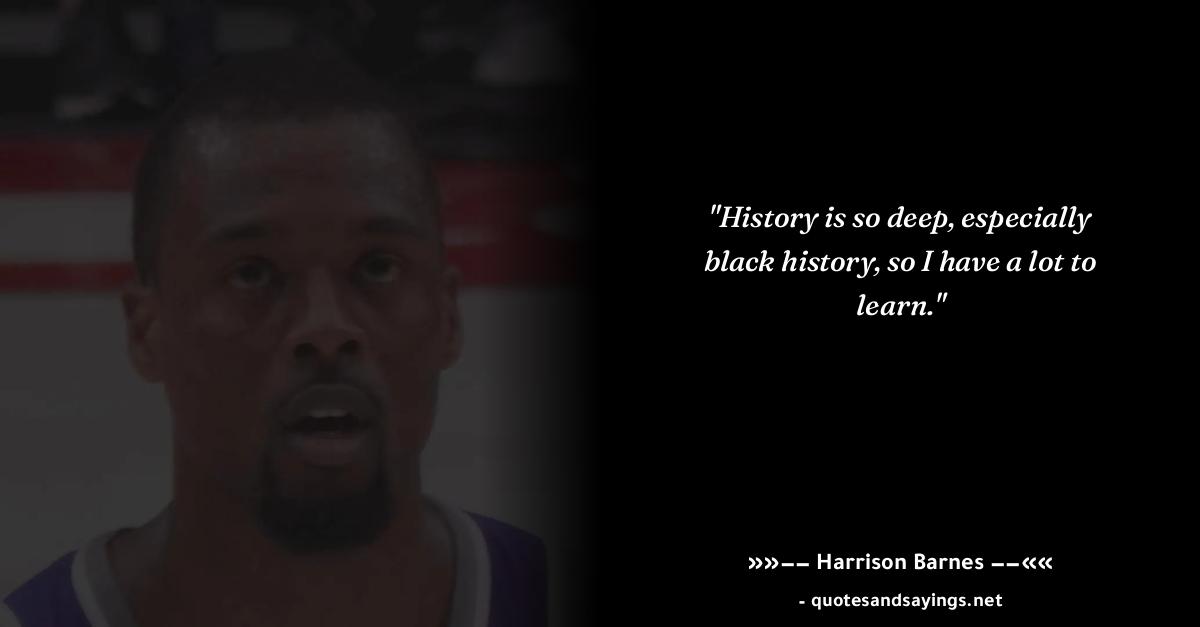 "History is so deep, especially
black history, so I have a lot to
learn."
»»−− Harrison Barnes −−««
- quotesandsayings.net